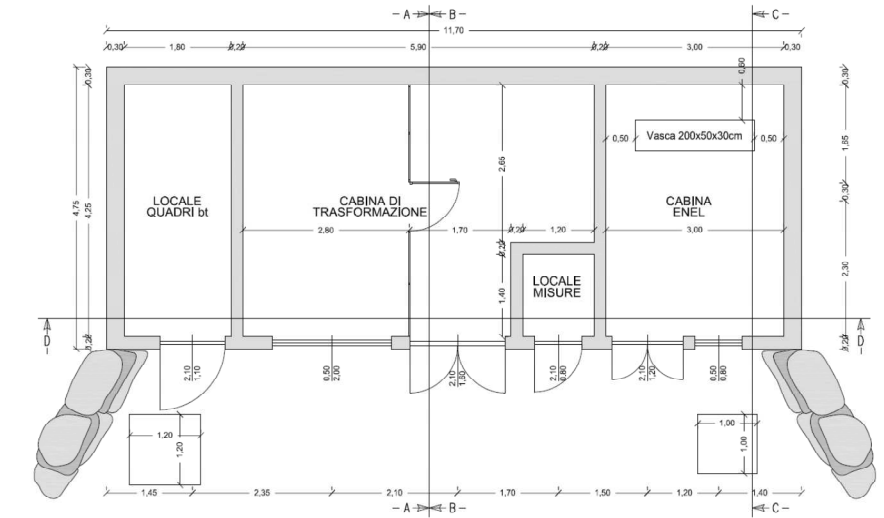 A B C
11,70
0,30 1,80 0,20 5,90 0,20 3,00 0,30
0,30 0,60 0,30
0,50 Vasca 200x50x30cm 0,50
1,85
2,65
4,75 4,25
LOCALE
QUADRI bt
CABINA DI
TRASFORMAZIONE
CABINA
ENEL
0,30
2,80 1,70 0,20 1,20 3,00
0,20
LOCALE
MISURE
1,40 2,30
D D
0,20 0,20
2,10 1,10
0,50 2,00
2,10 1,60
2,10 0,80
2,10 1,20
0,50 0,80
1,20 1,20
1,00 1,00
1,45 2,35 2,10 1,70 1,50 1,20 1,40
A B C